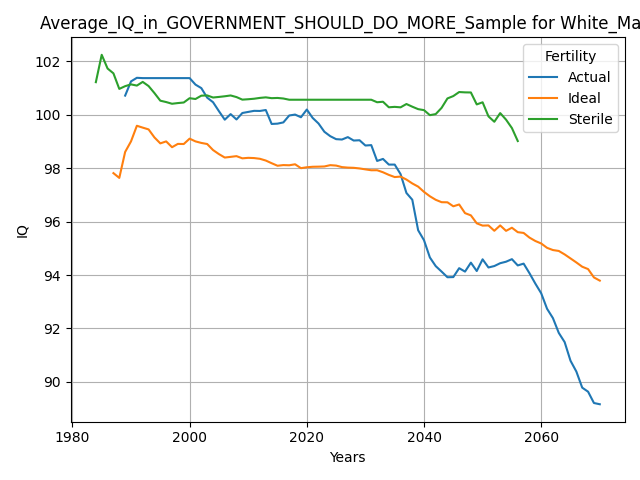 Average_IQ_in_GOVERNMENT_SHOULD_DO_MORE_Sample for White_Ma
Fertility
Actual
Ideal
Sterile
102
100
98
96
94
92
90
IQ
1980
2000
2020
2040
2060
Years